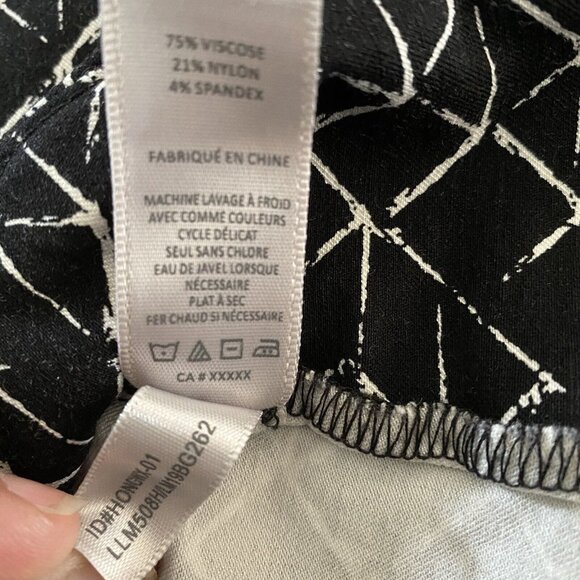 75% VISCOSE
21% NYLON
4% SPANDEX
FABRIQUÉ EN CHINE
MACHINE LAVAGE À FROID
AVEC COMME COULEURS
CYCLE DÉLICAT
SEUL SANS CHLORE
EAU DE JAVEL LORSQUE
NÉCESSAIRE
PLAT À SEC
FER CHAUD SI NÉCESSAIRE
CA # XXXXX
LLM508HILN19BG262